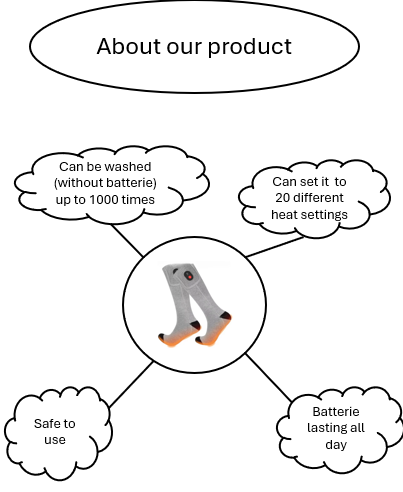 About our product
Can be washed
(without batterie)
up to 1000 times
Can set it to
20 different
heat settings
Safe to
use
Batterie
lasting all
day